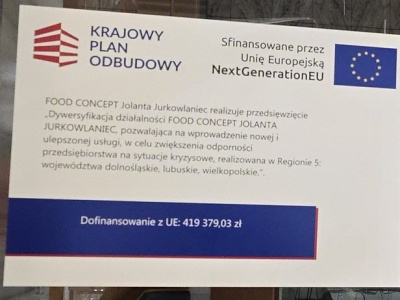 KRAJOWY
PLAN
ODBUDOWY
Sfinansowane przez
Unię Europejską
NextGenerationEU
FOOD CONCEPT Jolanta Jurkowlaniec realizuje przedsięwzięcie
„Dywersyfikacja działalności FOOD CONCEPT JOLANTA
JURKOWLANIEC, pozwalająca na wprowadzenie nowej i
ulepszonej usługi, w celu zwiększenia odporności
przedsiębiorstwa na sytuacje kryzysowe, realizowana w Regionie 5:
województwa dolnośląskie, lubuskie, wielkopolskie.”.
Dofinansowanie z UE: 419 379,03 zł